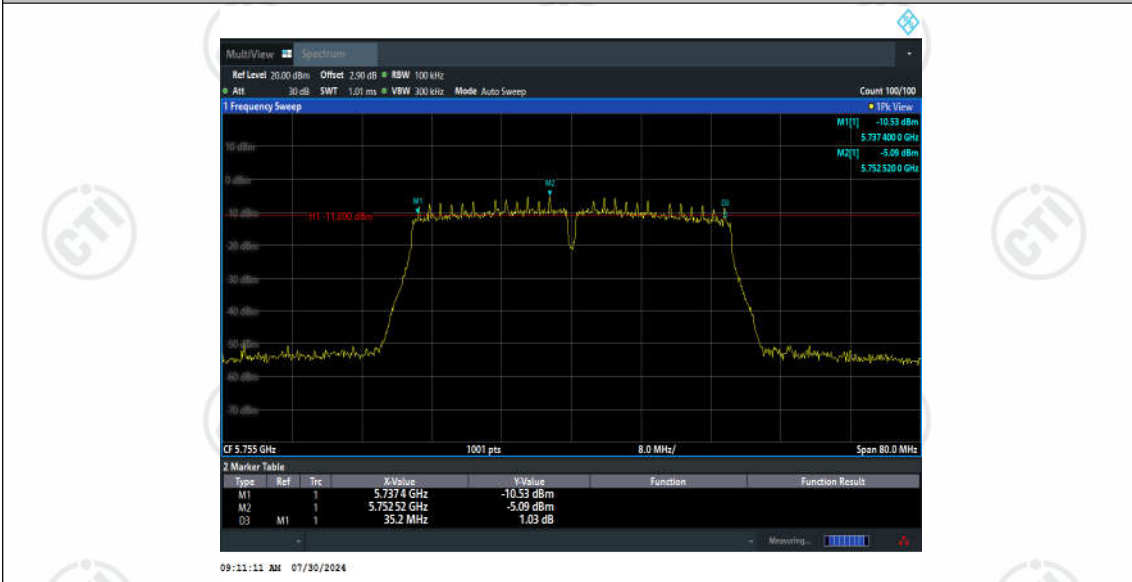 MultiView Spectrum
Ref Level 20.00 dBm Offset 2.90 dB RBW 100 kHz
Att 30 dB SWT 1.01 ms VBW 300 kHz Mode Auto Sweep Count 100/100
1 Frequency Sweep 1Pk View
M1[1] -10.53 dBm
5.737 400 0 GHz
M2[1] -5.09 dBm
5.752 520 0 GHz
10 dBm
0 dBm
M2
M1
D3
-10 dBm
H1 -11.000 dBm
-20 dBm
-30 dBm
-40 dBm
-50 dBm
-60 dBm
-70 dBm
CF 5.755 GHz 1001 pts 8.0 MHz/ Span 80.0 MHz
2 Marker Table
Type Ref Trc X-Value Y-Value Function Function Result
M1 1 5.7374 GHz -10.53 dBm
M2 1 5.752 52 GHz -5.09 dBm
D3 M1 1 35.2 MHz 1.03 dB
Measuring...
09:11:11 AM 07/30/2024
CTI
CTI